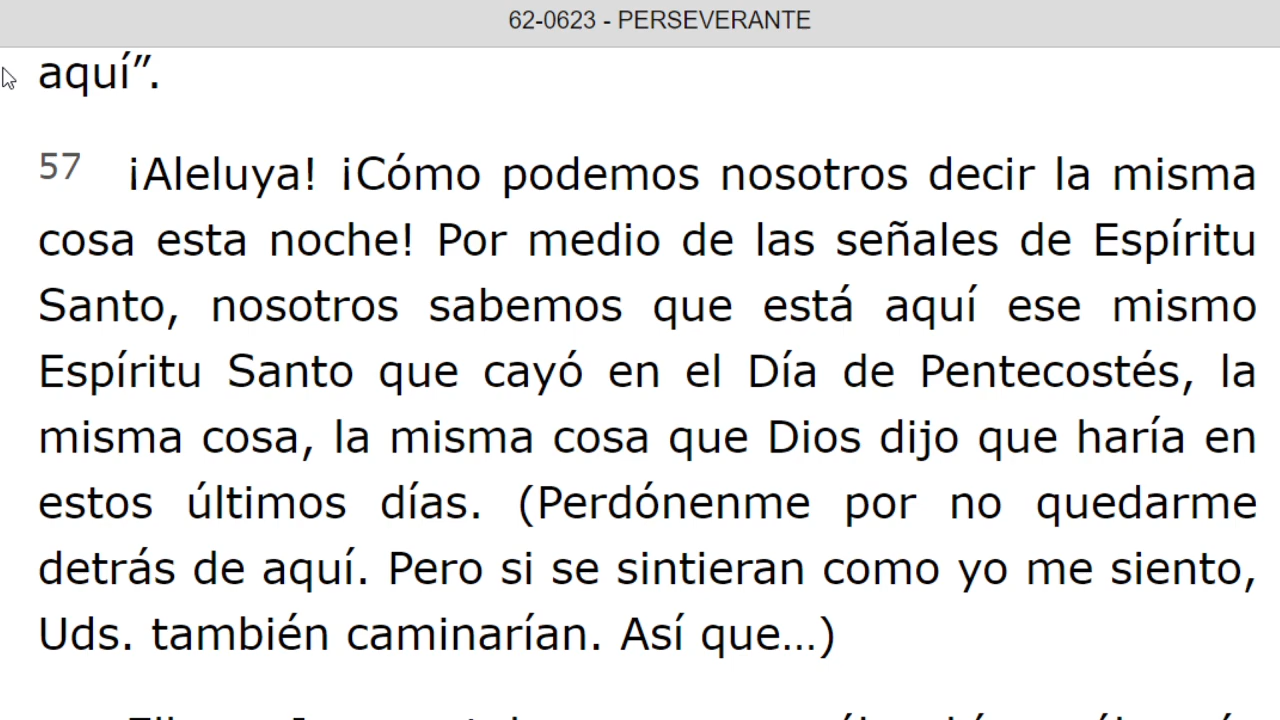 62-0623 - PERSEVERANTE
aquí”.
57 ¡Aleluya! ¡Cómo podemos nosotros decir la misma
cosa esta noche! Por medio de las señales de Espíritu
Santo, nosotros sabemos que está aquí ese mismo
Espíritu Santo que cayó en el Día de Pentecostés, la
misma cosa, la misma cosa que Dios dijo que haría en
estos últimos días. (Perdónenme por no quedarme
detrás de aquí. Pero si se sintieran como yo me siento,
Uds. también caminarían. Así que…)